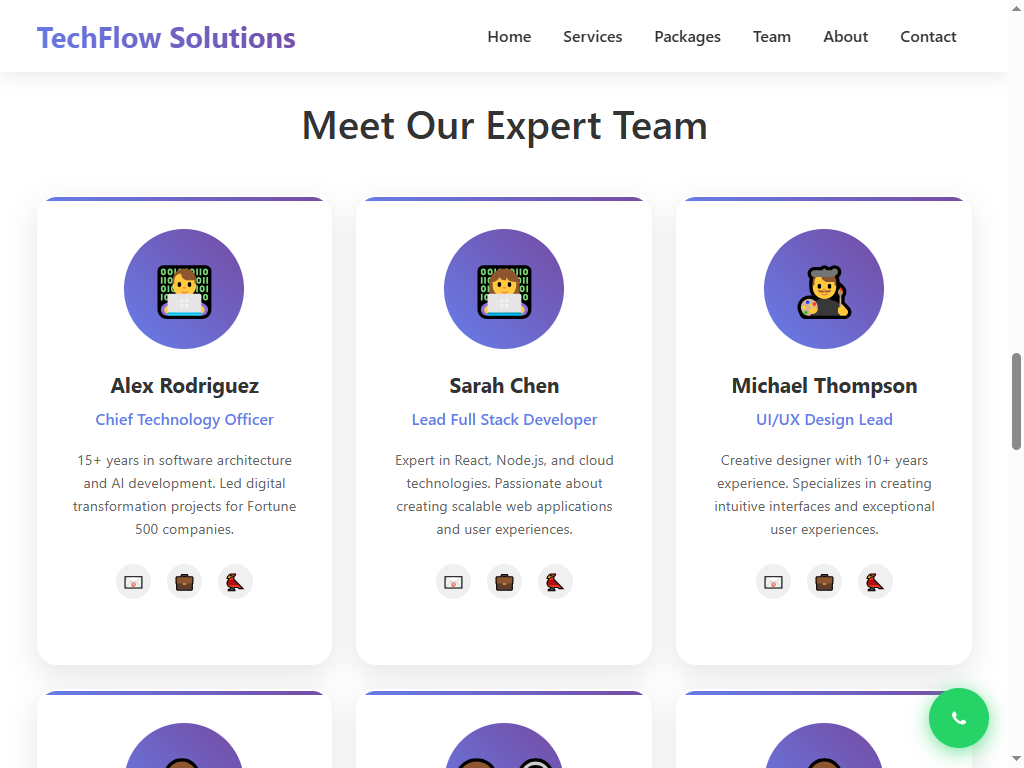 TechFlow Solutions
Home Services Packages Team About Contact
Meet Our Expert Team
Alex Rodriguez
Chief Technology Officer
15+ years in software architecture
and AI development. Led digital
transformation projects for Fortune
500 companies.
Sarah Chen
Lead Full Stack Developer
Expert in React, Node.js, and cloud
technologies. Passionate about
creating scalable web applications
and user experiences.
Michael Thompson
UI/UX Design Lead
Creative designer with 10+ years
experience. Specializes in creating
intuitive interfaces and exceptional
user experiences.